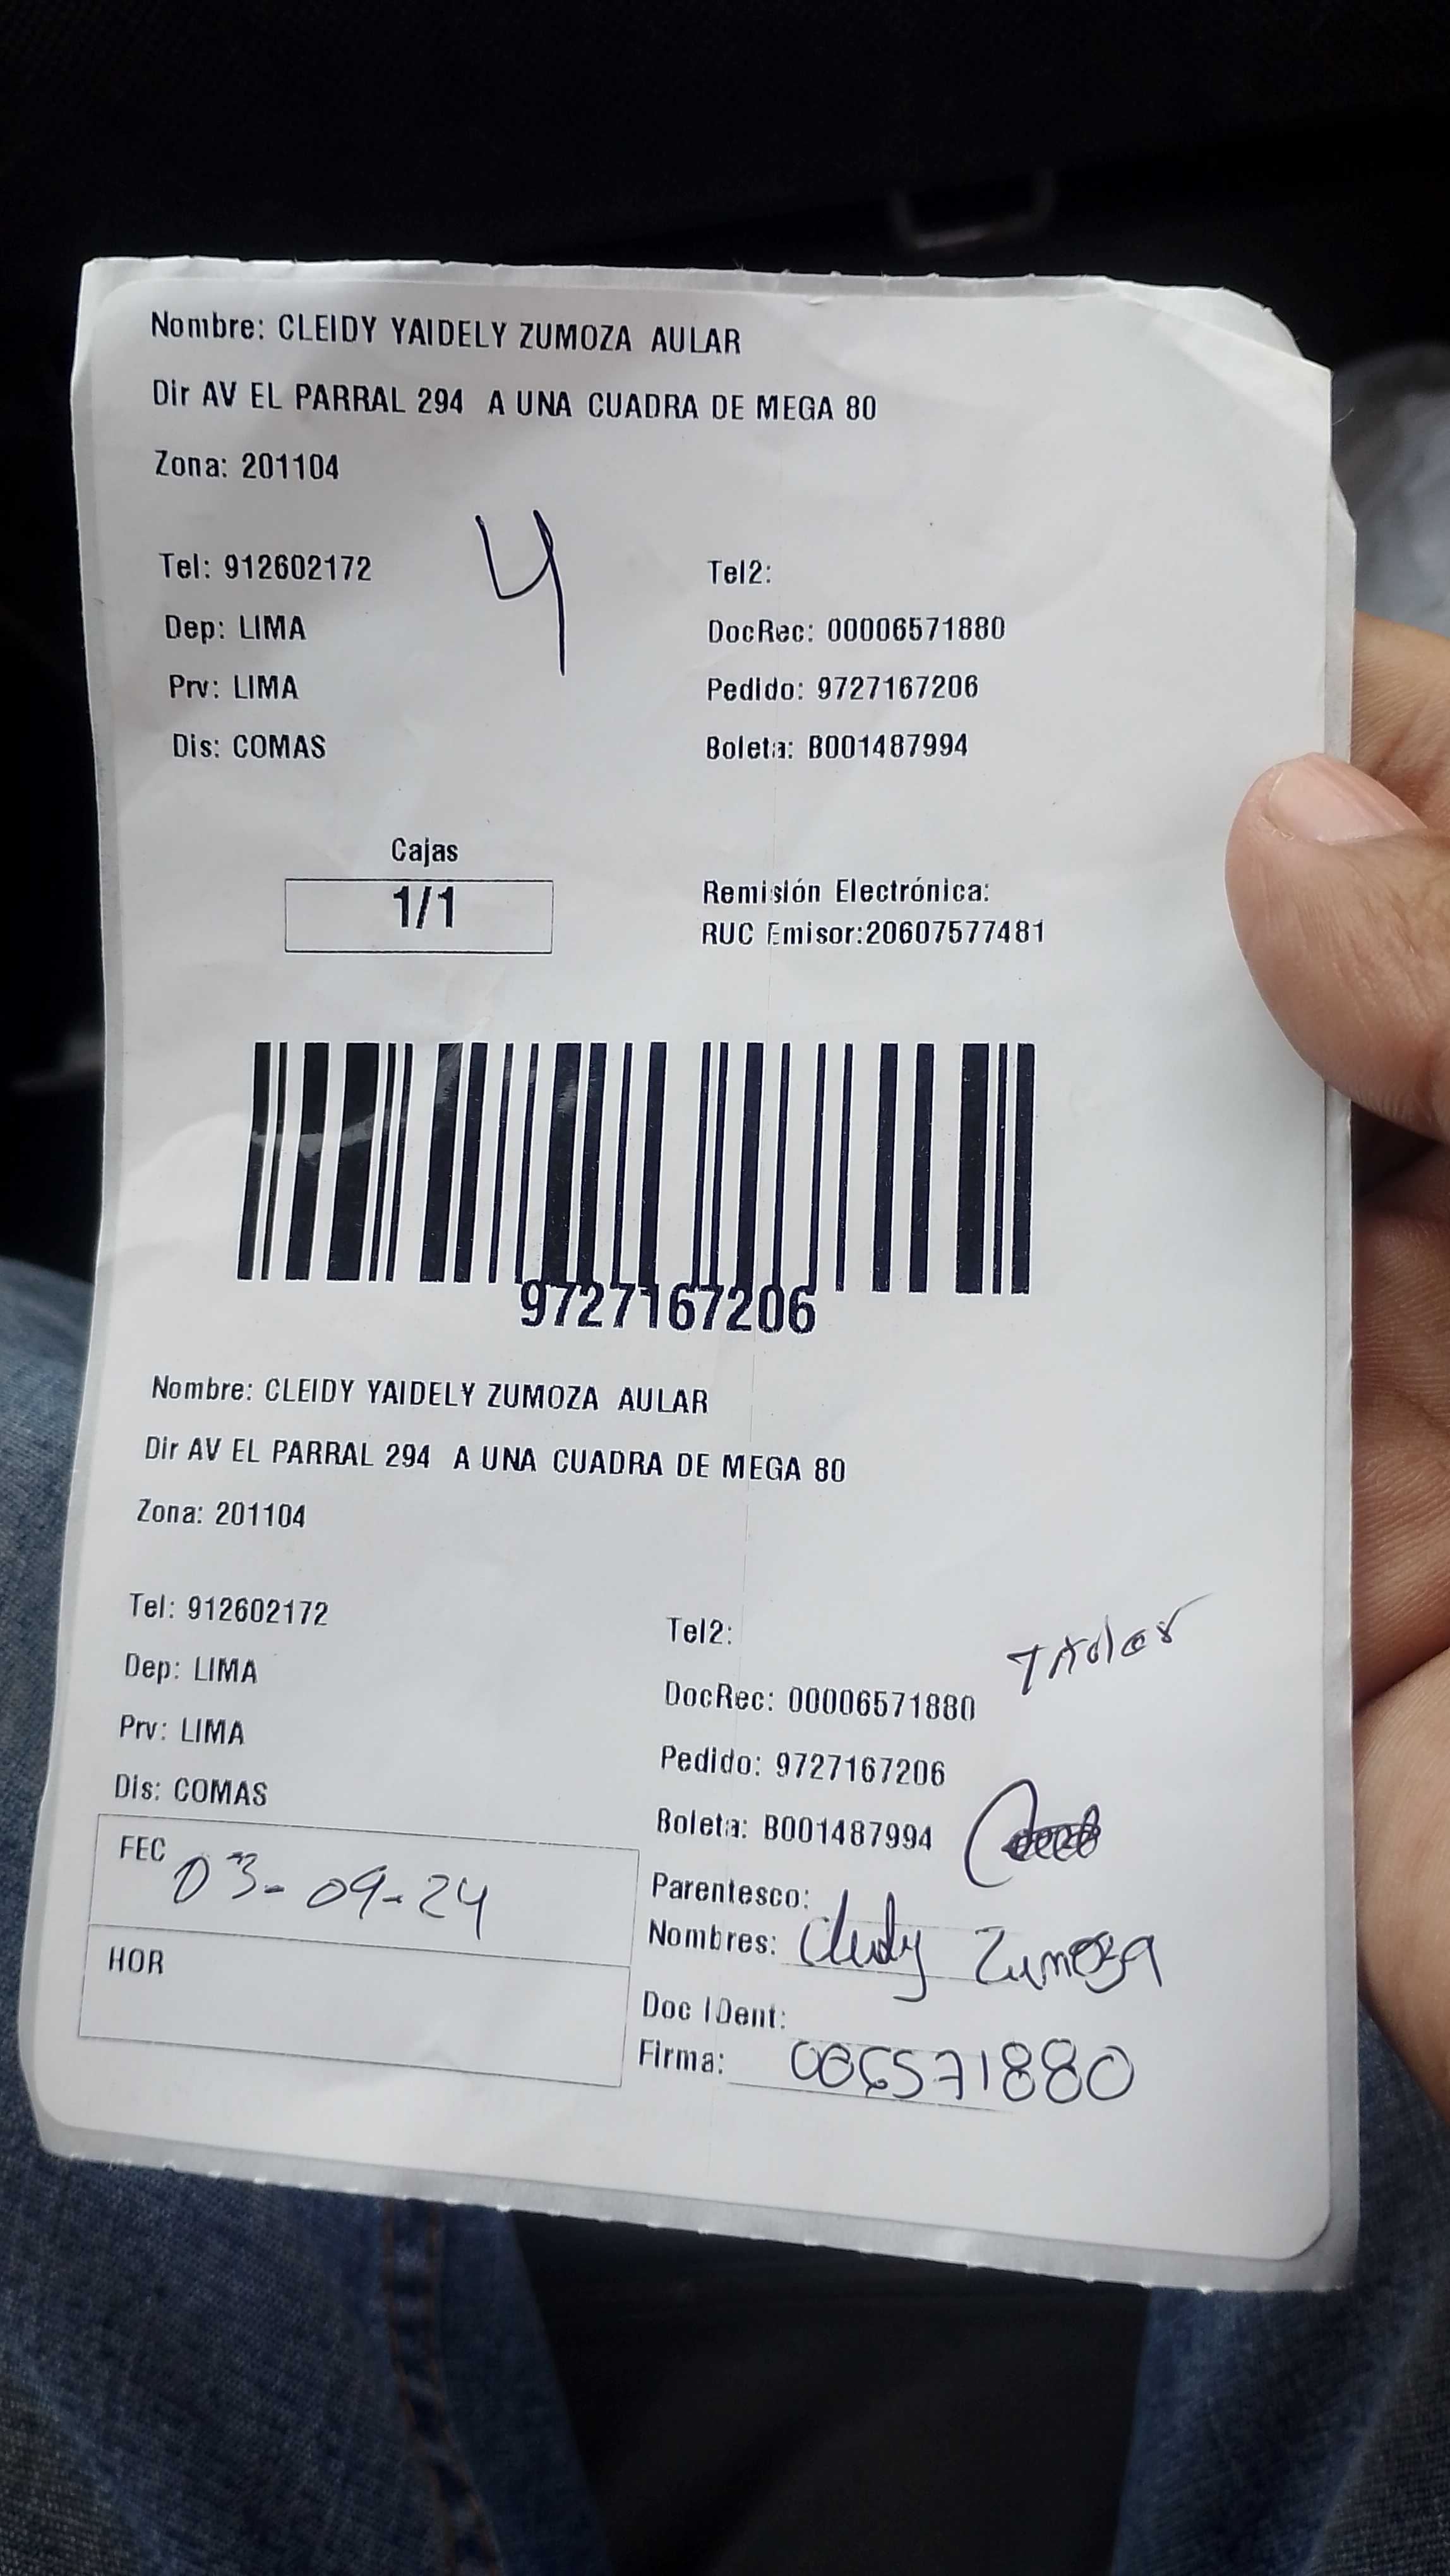 Nombre: CLEIDY YAIDELY ZUMOZA AULAR
Dir AV EL PARRAL 294 A UNA CUADRA DE MEGA 80
Zona: 201104
4
Tel: 912602172 Tel2:
Dep: LIMA DocRec: 00006571880
Prv: LIMA Pedido: 9727167206
Dis: COMAS Boleta: B001487994
Cajas
1/1
Remisión Electrónica:
RUC Emisor:20607577481
9727167206
Nombre: CLEIDY YAIDELY ZUMOZA AULAR
Dir AV EL PARRAL 294 A UNA CUADRA DE MEGA 80
Zona: 201104
Tel: 912602172 Tel2:
Dep: LIMA DocRec: 00006571880
Prv: LIMA Pedido: 9727167206
Dis: COMAS Boleta: B001487994
FEC 03-09-24
HOR
Parentesco:
Nombres: Cleidy Zumoza
Doc IDent:
Firma: 006571880